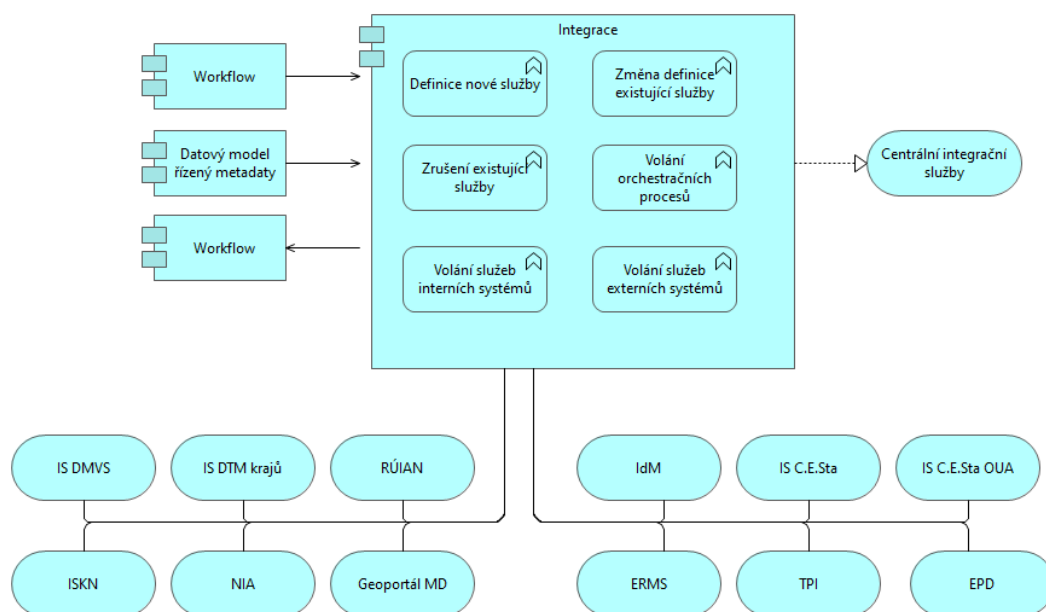 Integrace
Workflow
Definice nové služby
Změna definice
existující služby
Datový model
řízený metadaty
Zrušení existující
služby
Volání
orchestračních
procesů
Centrální integrační
služby
Workflow
Volání služeb
interních systémů
Volání služeb
externích systémů
IS DMVS
IS DTM krajů
RÚIAN
IdM
IS C.E.Sta
IS C.E.Sta OUA
ISKN
NIA
Geoportál MD
ERMS
TPI
EPD